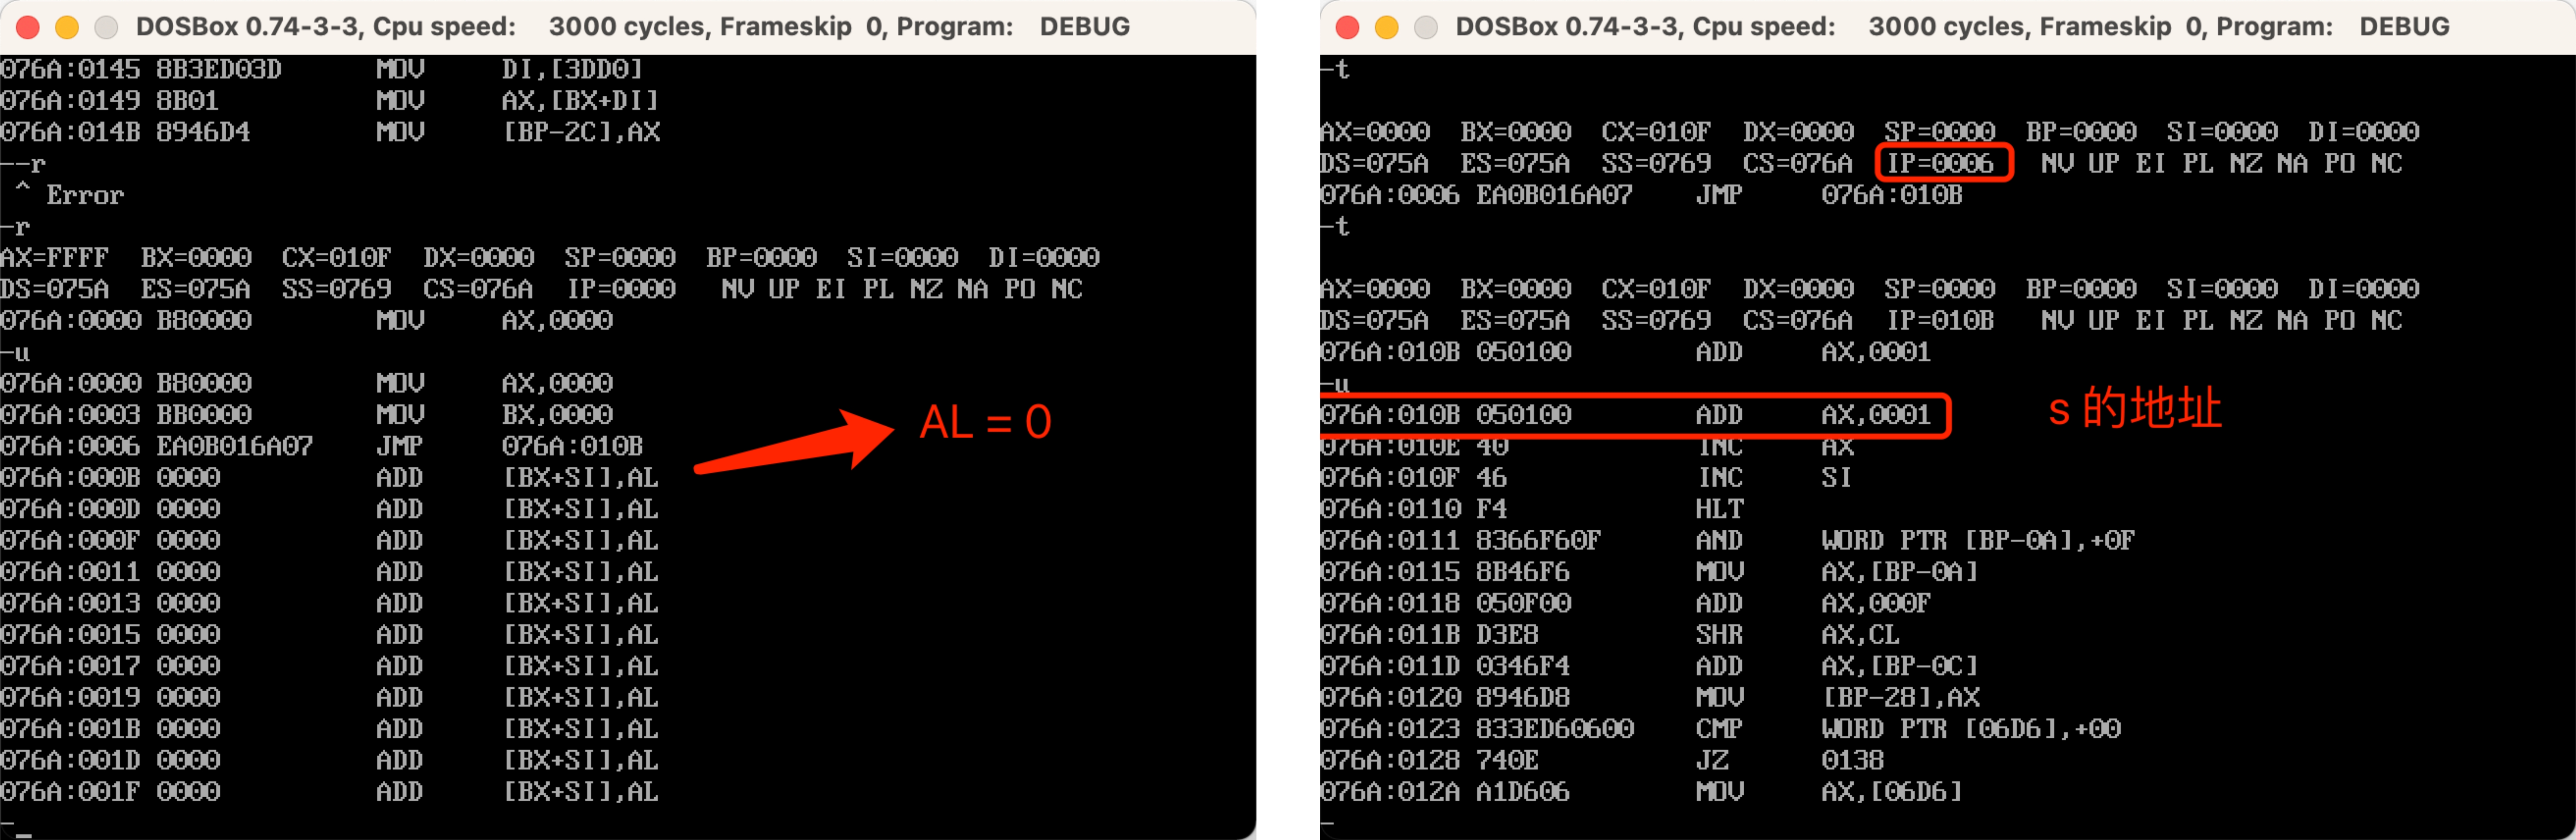 DOSBox 0.74-3-3, Cpu speed: 3000 cycles, Frameskip 0, Program: DEBUG
076A:0145 8B3ED03D MOV DI,[3DD0]
076A:0149 8B01 MOV AX,[BX+DI]
076A:014B 8946D4 MOV [BP-2C],AX
--r
^ Error
-r
AX=FFFF BX=0000 CX=010F DX=0000 SP=0000 BP=0000 SI=0000 DI=0000
DS=075A ES=075A SS=0769 CS=076A IP=0000 NV UP EI PL NZ NA PO NC
076A:0000 B80000 MOV AX,0000
-u
076A:0000 B80000 MOV AX,0000
076A:0003 BB0000 MOV BX,0000
076A:0006 EA0B016A07 JMP 076A:010B
076A:000B 0000 ADD [BX+SI],AL
076A:000D 0000 ADD [BX+SI],AL
076A:000F 0000 ADD [BX+SI],AL
076A:0011 0000 ADD [BX+SI],AL
076A:0013 0000 ADD [BX+SI],AL
076A:0015 0000 ADD [BX+SI],AL
076A:0017 0000 ADD [BX+SI],AL
076A:0019 0000 ADD [BX+SI],AL
076A:001B 0000 ADD [BX+SI],AL
076A:001D 0000 ADD [BX+SI],AL
076A:001F 0000 ADD [BX+SI],AL
-_
AL = 0
DOSBox 0.74-3-3, Cpu speed: 3000 cycles, Frameskip 0, Program: DEBUG
-t
AX=0000 BX=0000 CX=010F DX=0000 SP=0000 BP=0000 SI=0000 DI=0000
DS=075A ES=075A SS=0769 CS=076A IP=0006 NV UP EI PL NZ NA PO NC
076A:0006 EA0B016A07 JMP 076A:010B
-t
AX=0000 BX=0000 CX=010F DX=0000 SP=0000 BP=0000 SI=0000 DI=0000
DS=075A ES=075A SS=0769 CS=076A IP=010B NV UP EI PL NZ NA PO NC
076A:010B 050100 ADD AX,0001
-u
076A:010B 050100 ADD AX,0001
s 的地址
076A:010E 40 INC AX
076A:010F 46 INC SI
076A:0110 F4 HLT
076A:0111 8366F60F AND WORD PTR [BP-0A],+0F
076A:0115 8B46F6 MOV AX,[BP-0A]
076A:0118 050F00 ADD AX,000F
076A:011B D3E8 SHR AX,CL
076A:011D 0346F4 ADD AX,[BP-0C]
076A:0120 8946D8 MOV [BP-28],AX
076A:0123 833ED60600 CMP WORD PTR [06D6],+00
076A:0128 740E JZ 0138
076A:012A A1D606 MOV AX,[06D6]
-